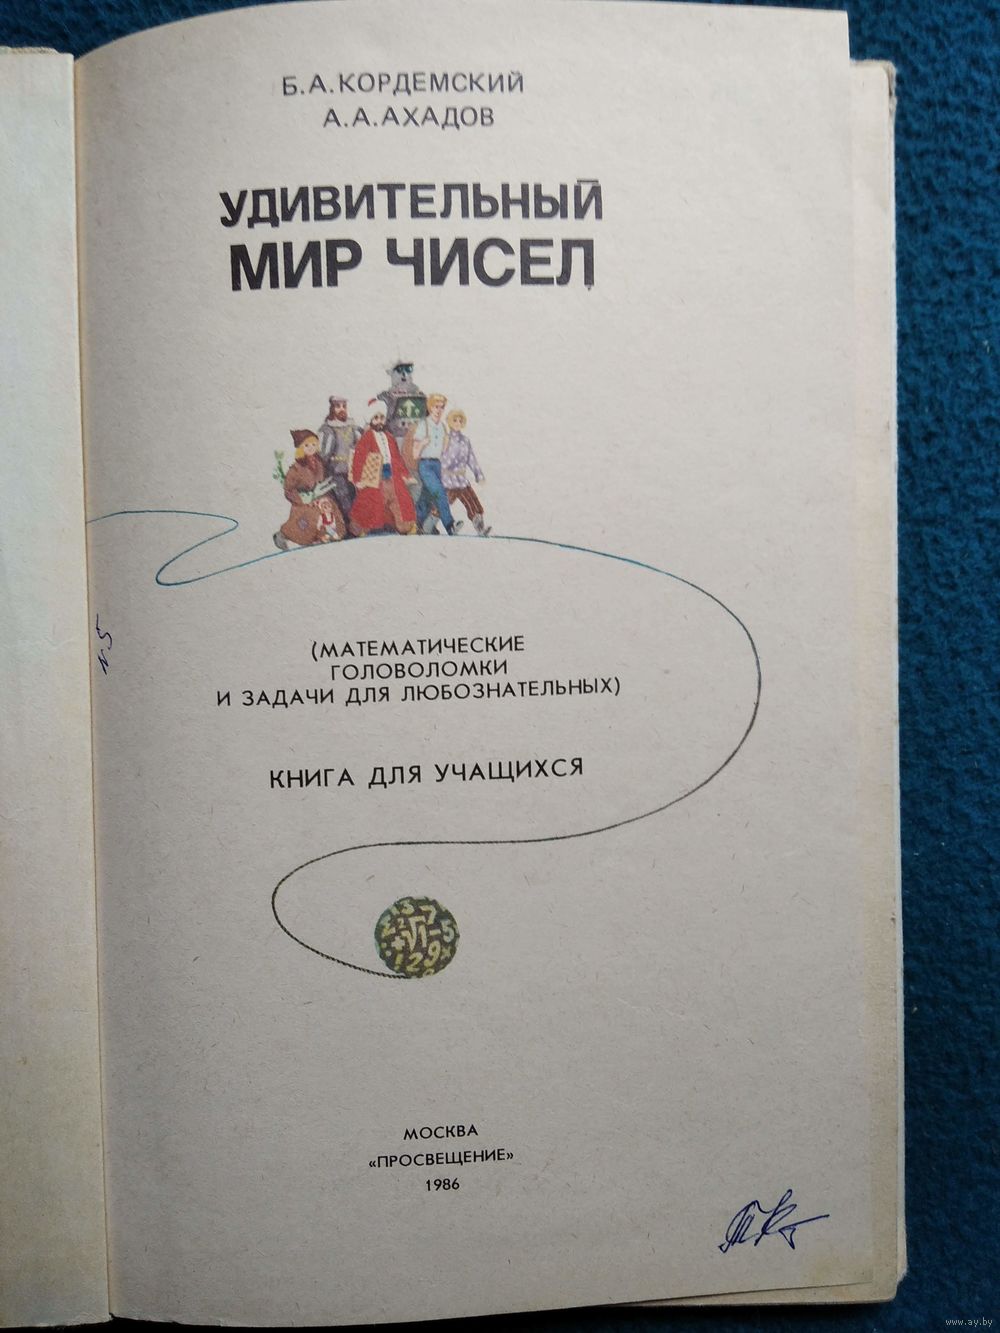 Б.А.КОРДЕМСКИЙ
А.А.АХАДОВ
УДИВИТЕЛЬНЫЙ
МИР ЧИСЕЛ
(МАТЕМАТИЧЕСКИЕ
ГОЛОВОЛОМКИ
И ЗАДАЧИ ДЛЯ ЛЮБОЗНАТЕЛЬНЫХ)
КНИГА ДЛЯ УЧАЩИХСЯ
МОСКВА
«ПРОСВЕЩЕНИЕ»
1986
www.ay.by